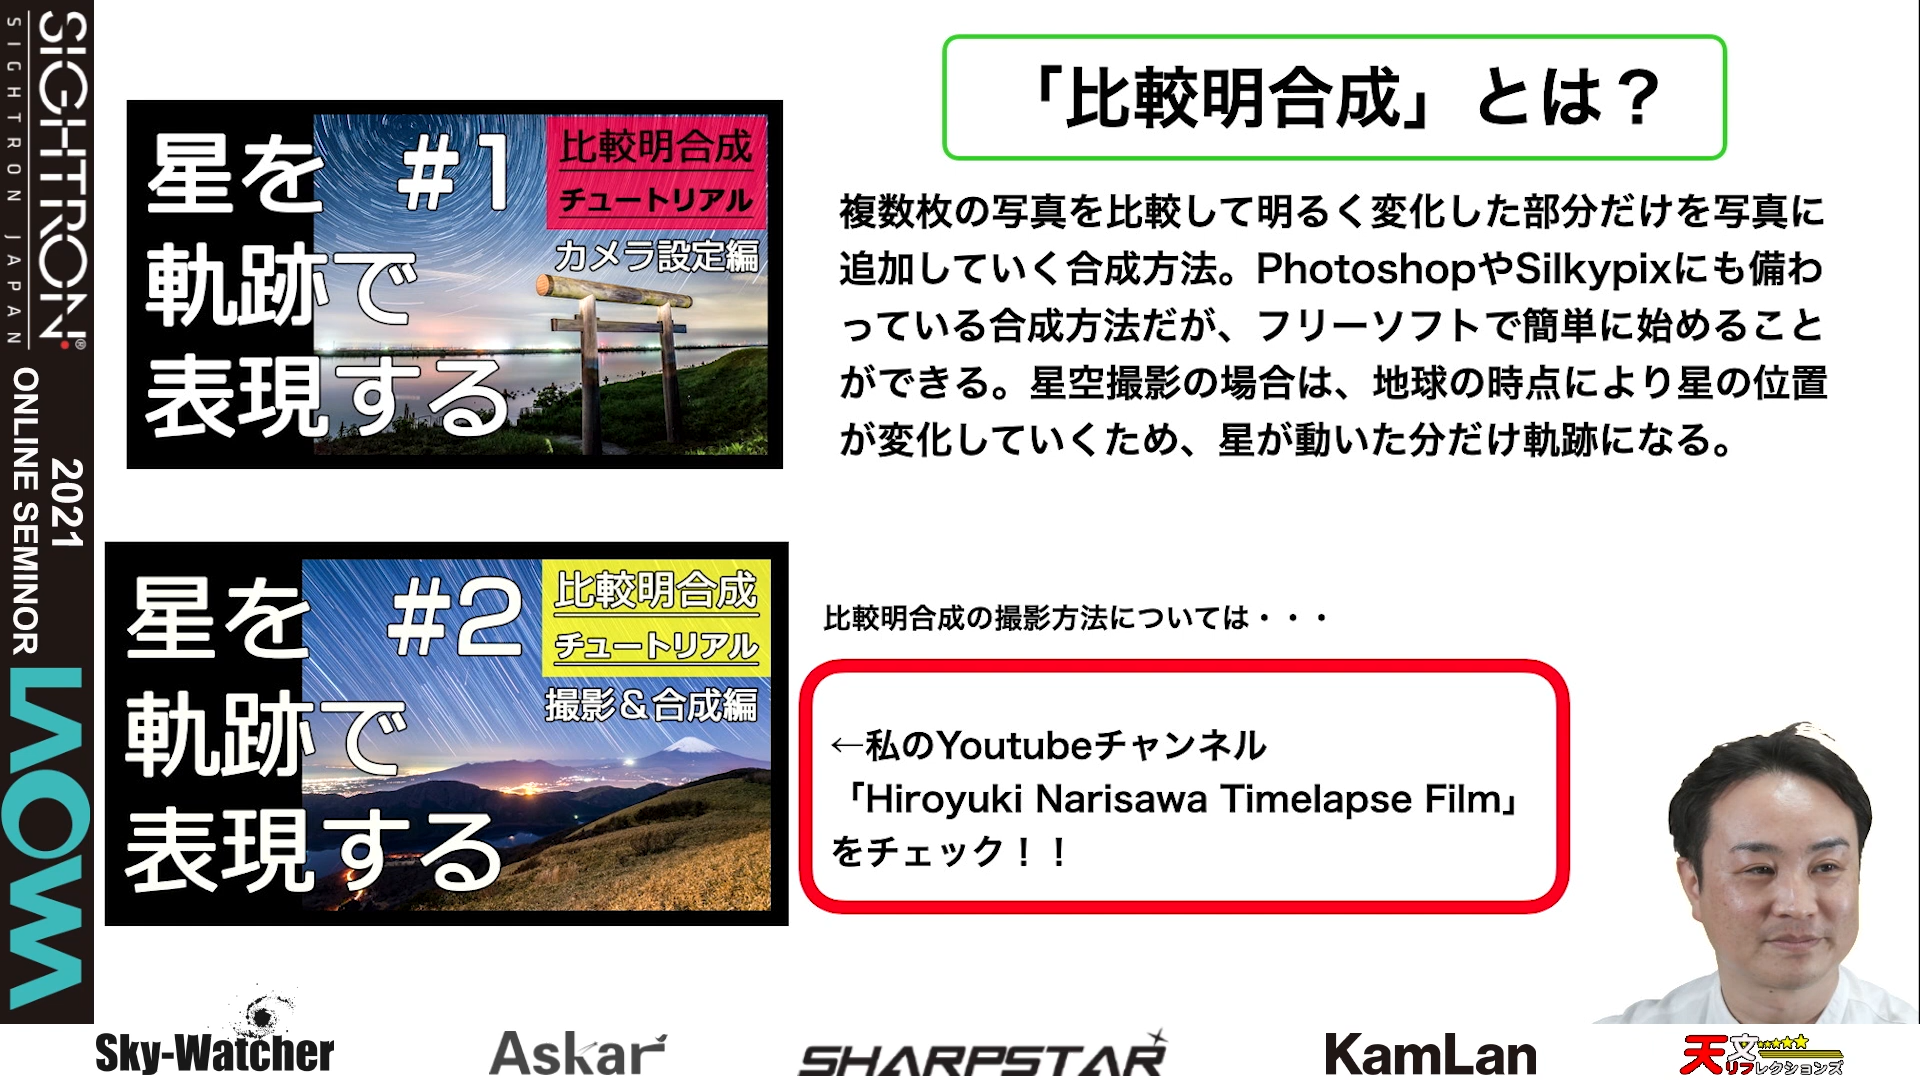 SIGHTRON®
SIGHTRON JAPAN
2021
ONLINE SEMINOR
LAOWA
星を
軌跡で
表現する
#1
比較明合成
チュートリアル
カメラ設定編
「比較明合成」とは？
複数枚の写真を比較して明るく変化した部分だけを写真に
追加していく合成方法。PhotoshopやSilkypixにも備わ
っている合成方法だが、フリーソフトで簡単に始めること
ができる。星空撮影の場合は、地球の時点により星の位置
が変化していくため、星が動いた分だけ軌跡になる。
星を
軌跡で
表現する
#2
比較明合成
チュートリアル
撮影＆合成編
比較明合成の撮影方法については・・・
←私のYoutubeチャンネル
「Hiroyuki Narisawa Timelapse Film」
をチェック！！
Sky-Watcher
Askar
SHARPSTAR
KamLan
天文
リフレクションズ